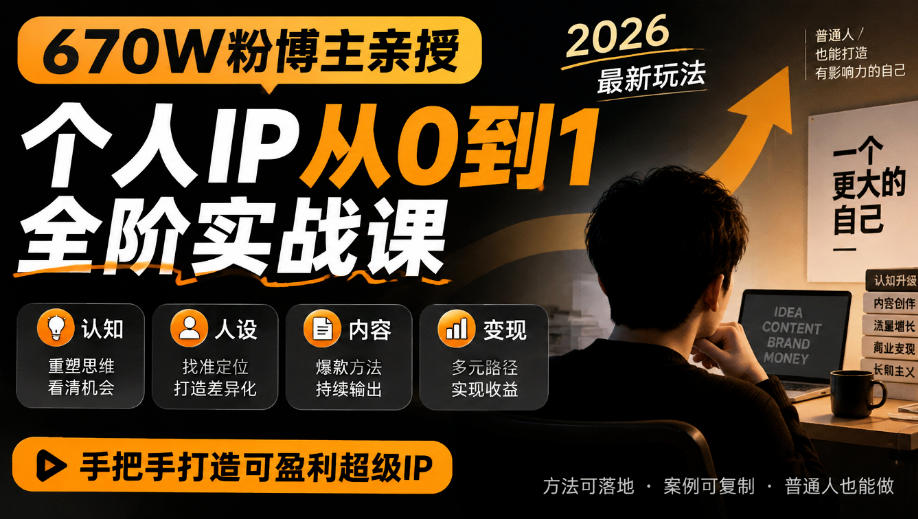 670W粉博主亲授
2026
最新玩法
普通人/
也能打造
有影响力的自己
个人IP从0到1
全阶实战课
一个
更大的
自己
认知
重塑思维
看清机会
人设
找准定位
打造差异化
内容
爆款方法
持续输出
变现
多元路径
实现收益
IDEA
CONTENT
BRAND
MONEY
认知升级
内容创作
流量增长
商业变现
长期主义
手把手打造可盈利超级IP
方法可落地 · 案例可复制 · 普通人也能做